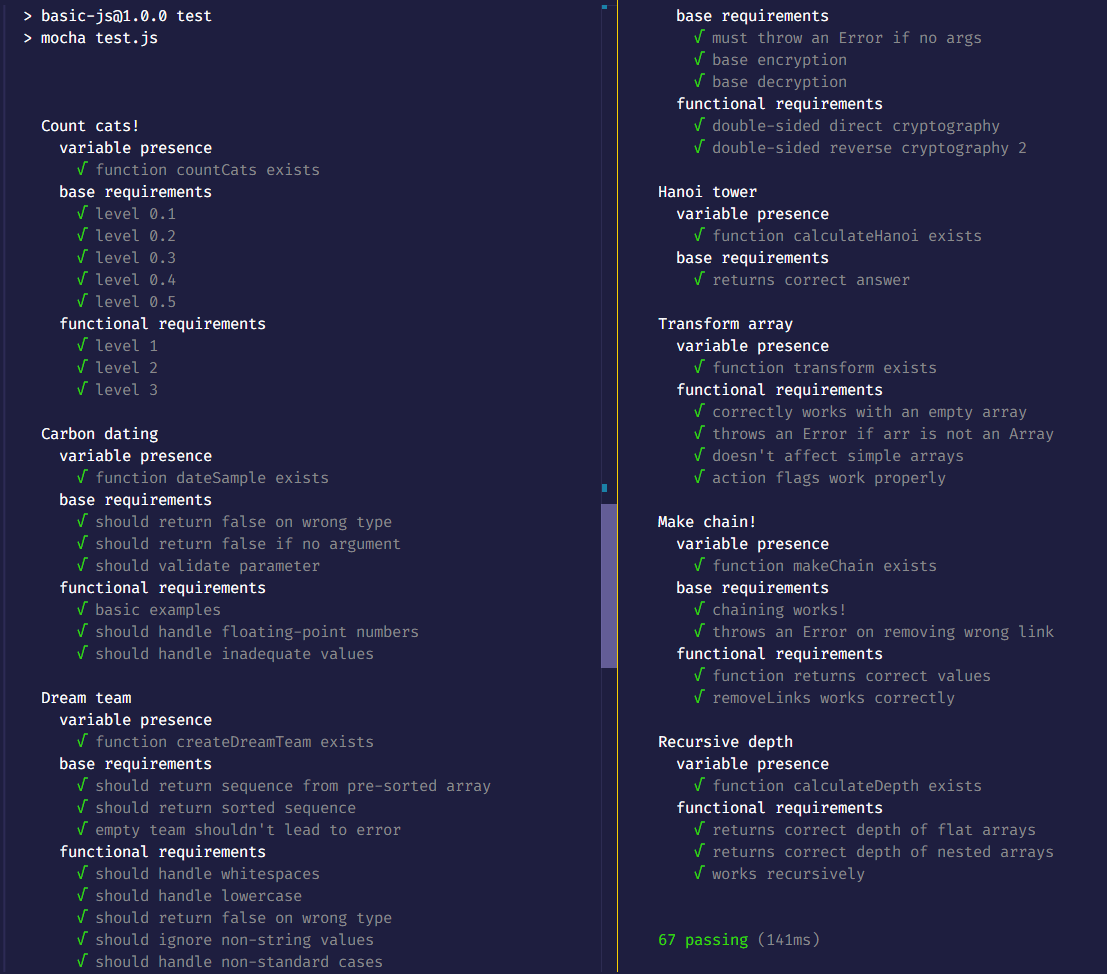 > basic-js@1.0.0 test
> mocha test.js
Count cats!
variable presence
√ function countCats exists
base requirements
√ level 0.1
√ level 0.2
√ level 0.3
√ level 0.4
√ level 0.5
functional requirements
√ level 1
√ level 2
√ level 3
Carbon dating
variable presence
√ function dateSample exists
base requirements
√ should return false on wrong type
√ should return false if no argument
√ should validate parameter
functional requirements
√ basic examples
√ should handle floating-point numbers
√ should handle inadequate values
Dream team
variable presence
√ function createDreamTeam exists
base requirements
√ should return sequence from pre-sorted array
√ should return sorted sequence
√ empty team shouldn't lead to error
functional requirements
√ should handle whitespaces
√ should handle lowercase
√ should return false on wrong type
√ should ignore non-string values
√ should handle non-standard cases
base requirements
√ must throw an Error if no args
√ base encryption
√ base decryption
functional requirements
√ double-sided direct cryptography
√ double-sided reverse cryptography 2
Hanoi tower
variable presence
√ function calculateHanoi exists
base requirements
√ returns correct answer
Transform array
variable presence
√ function transform exists
functional requirements
√ correctly works with an empty array
√ throws an Error if arr is not an Array
√ doesn't affect simple arrays
√ action flags work properly
Make chain!
variable presence
√ function makeChain exists
base requirements
√ chaining works!
√ throws an Error on removing wrong link
functional requirements
√ function returns correct values
√ removeLinks works correctly
Recursive depth
variable presence
√ function calculateDepth exists
functional requirements
√ returns correct depth of flat arrays
√ returns correct depth of nested arrays
√ works recursively
67 passing (141ms)